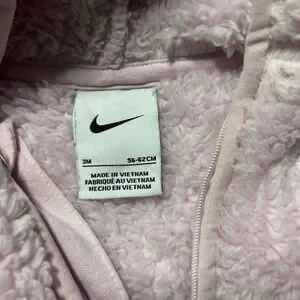 3M 56-62CM
MADE IN VIETNAM
FABRIQUÉ AU VIETNAM
HECHO EN VIETNAM